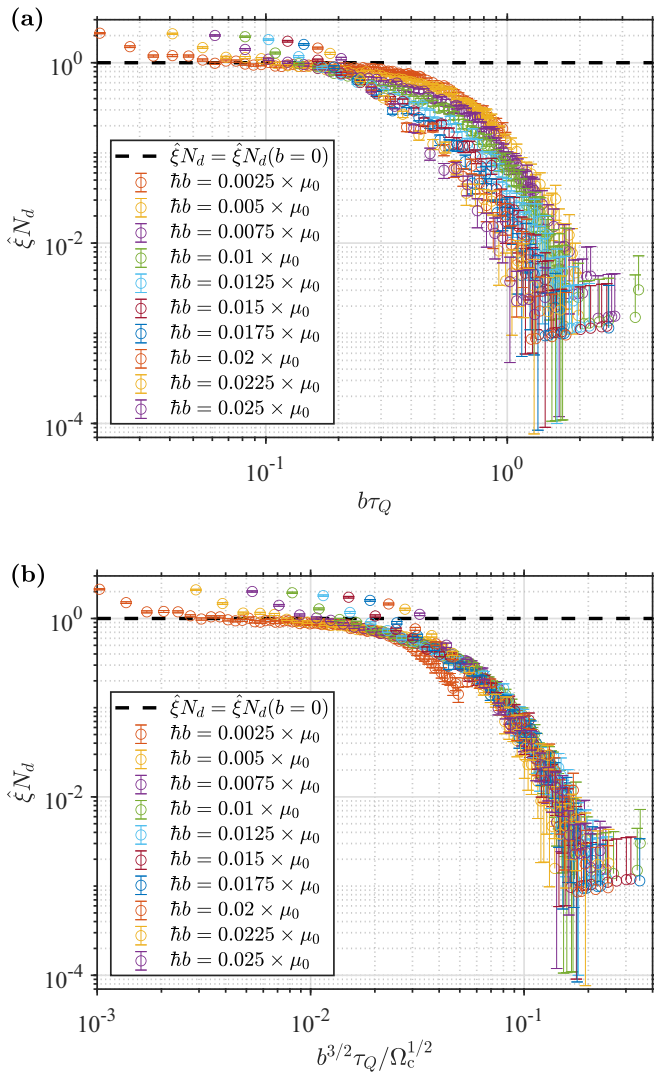 (a)
10^0
10^-2
10^-4
ξ̂N_d
ξ̂N_d = ξ̂N_d(b = 0)
ħb = 0.0025 × μ_0
ħb = 0.005 × μ_0
ħb = 0.0075 × μ_0
ħb = 0.01 × μ_0
ħb = 0.0125 × μ_0
ħb = 0.015 × μ_0
ħb = 0.0175 × μ_0
ħb = 0.02 × μ_0
ħb = 0.0225 × μ_0
ħb = 0.025 × μ_0
10^-1 10^0
bτ_Q
(b)
10^0
10^-2
10^-4
ξ̂N_d
ξ̂N_d = ξ̂N_d(b = 0)
ħb = 0.0025 × μ_0
ħb = 0.005 × μ_0
ħb = 0.0075 × μ_0
ħb = 0.01 × μ_0
ħb = 0.0125 × μ_0
ħb = 0.015 × μ_0
ħb = 0.0175 × μ_0
ħb = 0.02 × μ_0
ħb = 0.0225 × μ_0
ħb = 0.025 × μ_0
10^-3 10^-2 10^-1
b^{3/2}τ_Q/Ω_c^{1/2}